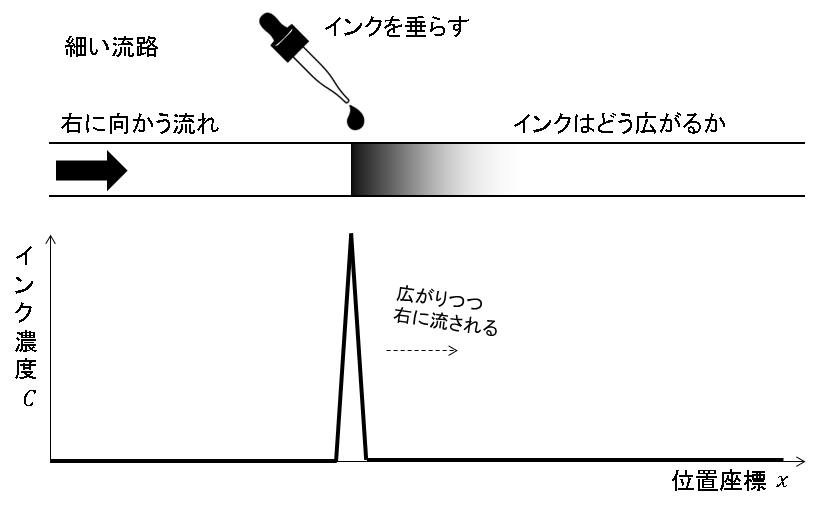 インクを垂らす
細い流路
右に向かう流れ
インクはどう広がるか
インク濃度 C
広がりつつ
右に流される
位置座標 x